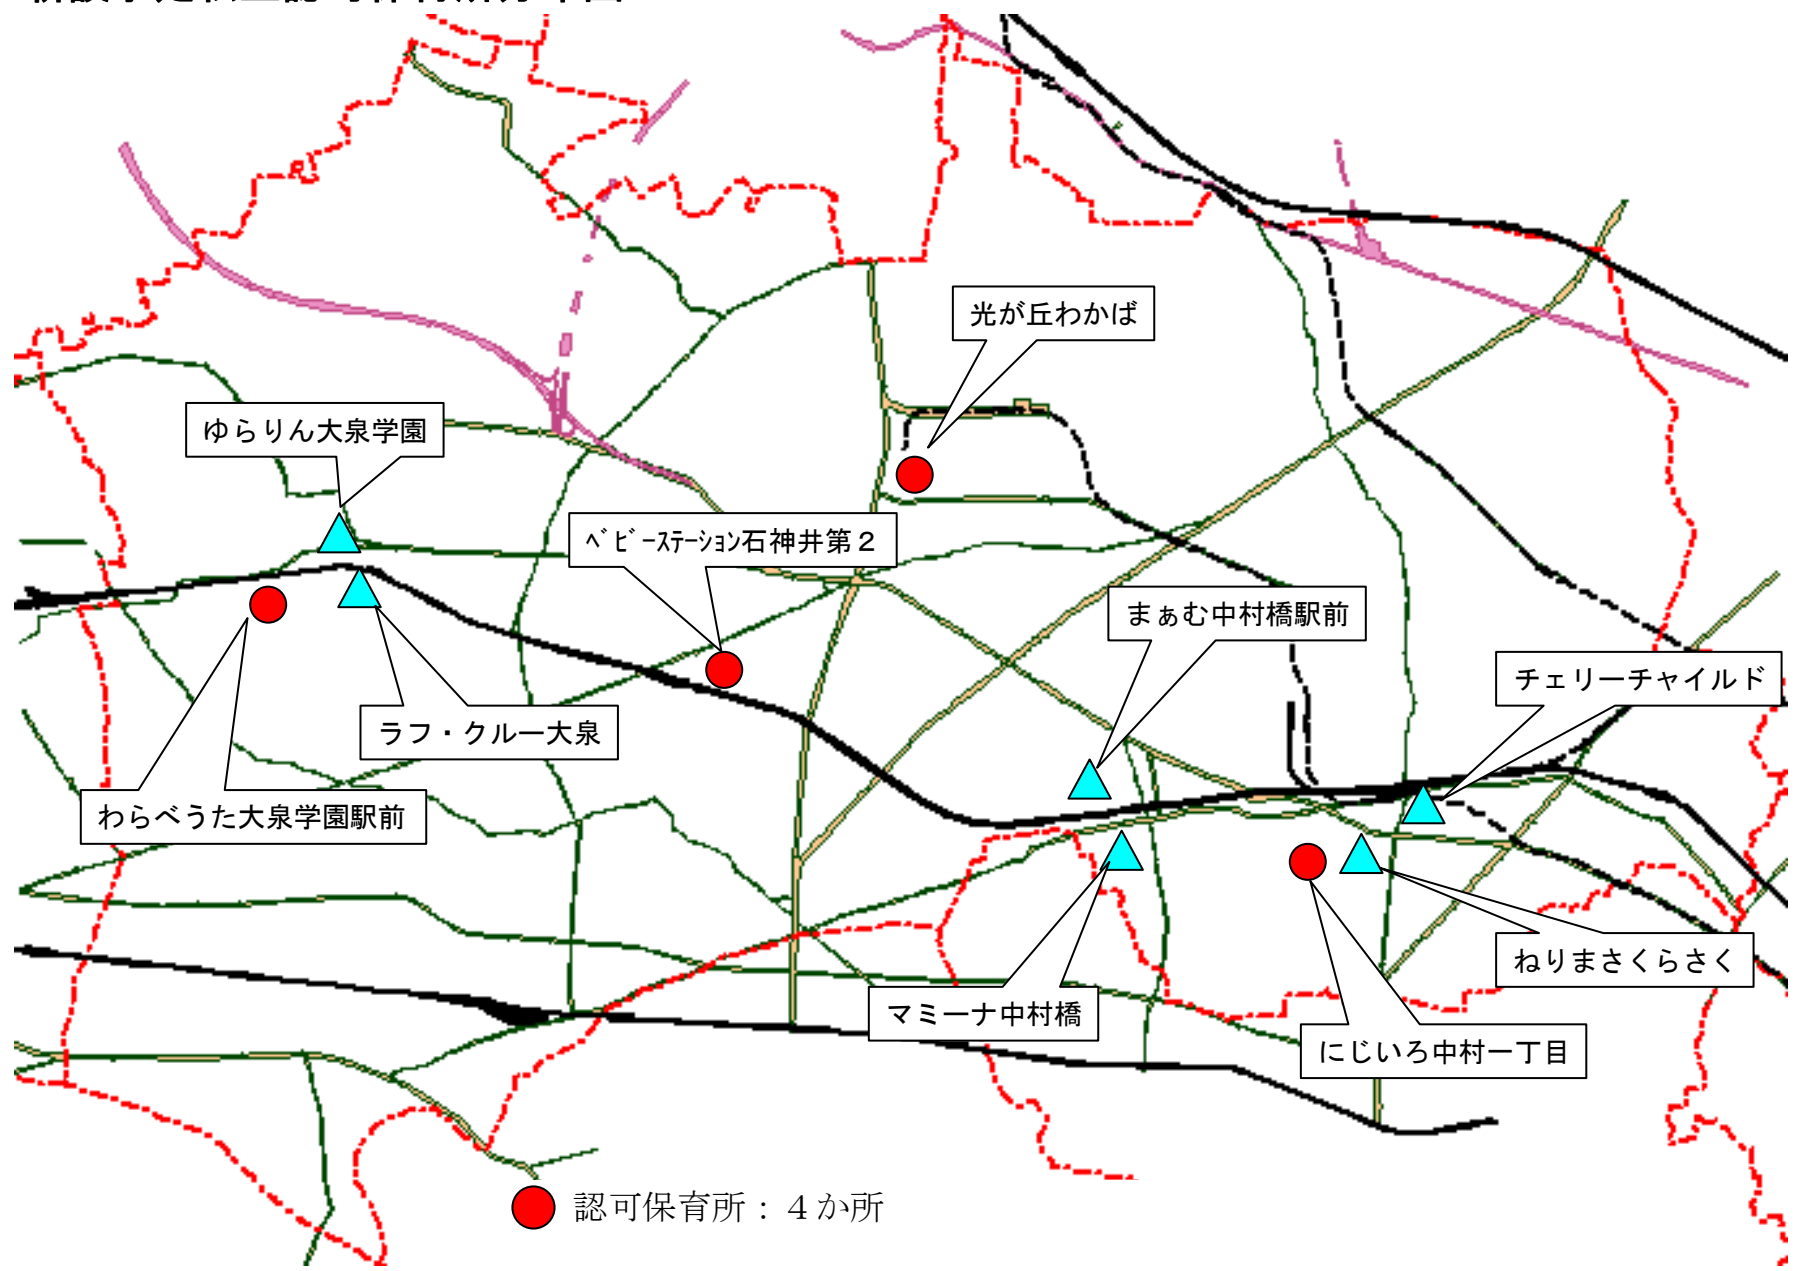 光が丘わかば
ゆらりん大泉学園
ﾍﾞﾋﾞｰｽﾃｰｼｮﾝ石神井第２
まぁむ中村橋駅前
チェリーチャイルド
ラフ・クルー大泉
わらべうた大泉学園駅前
ねりまさくらさく
マミーナ中村橋
にじいろ中村一丁目
認可保育所：４か所